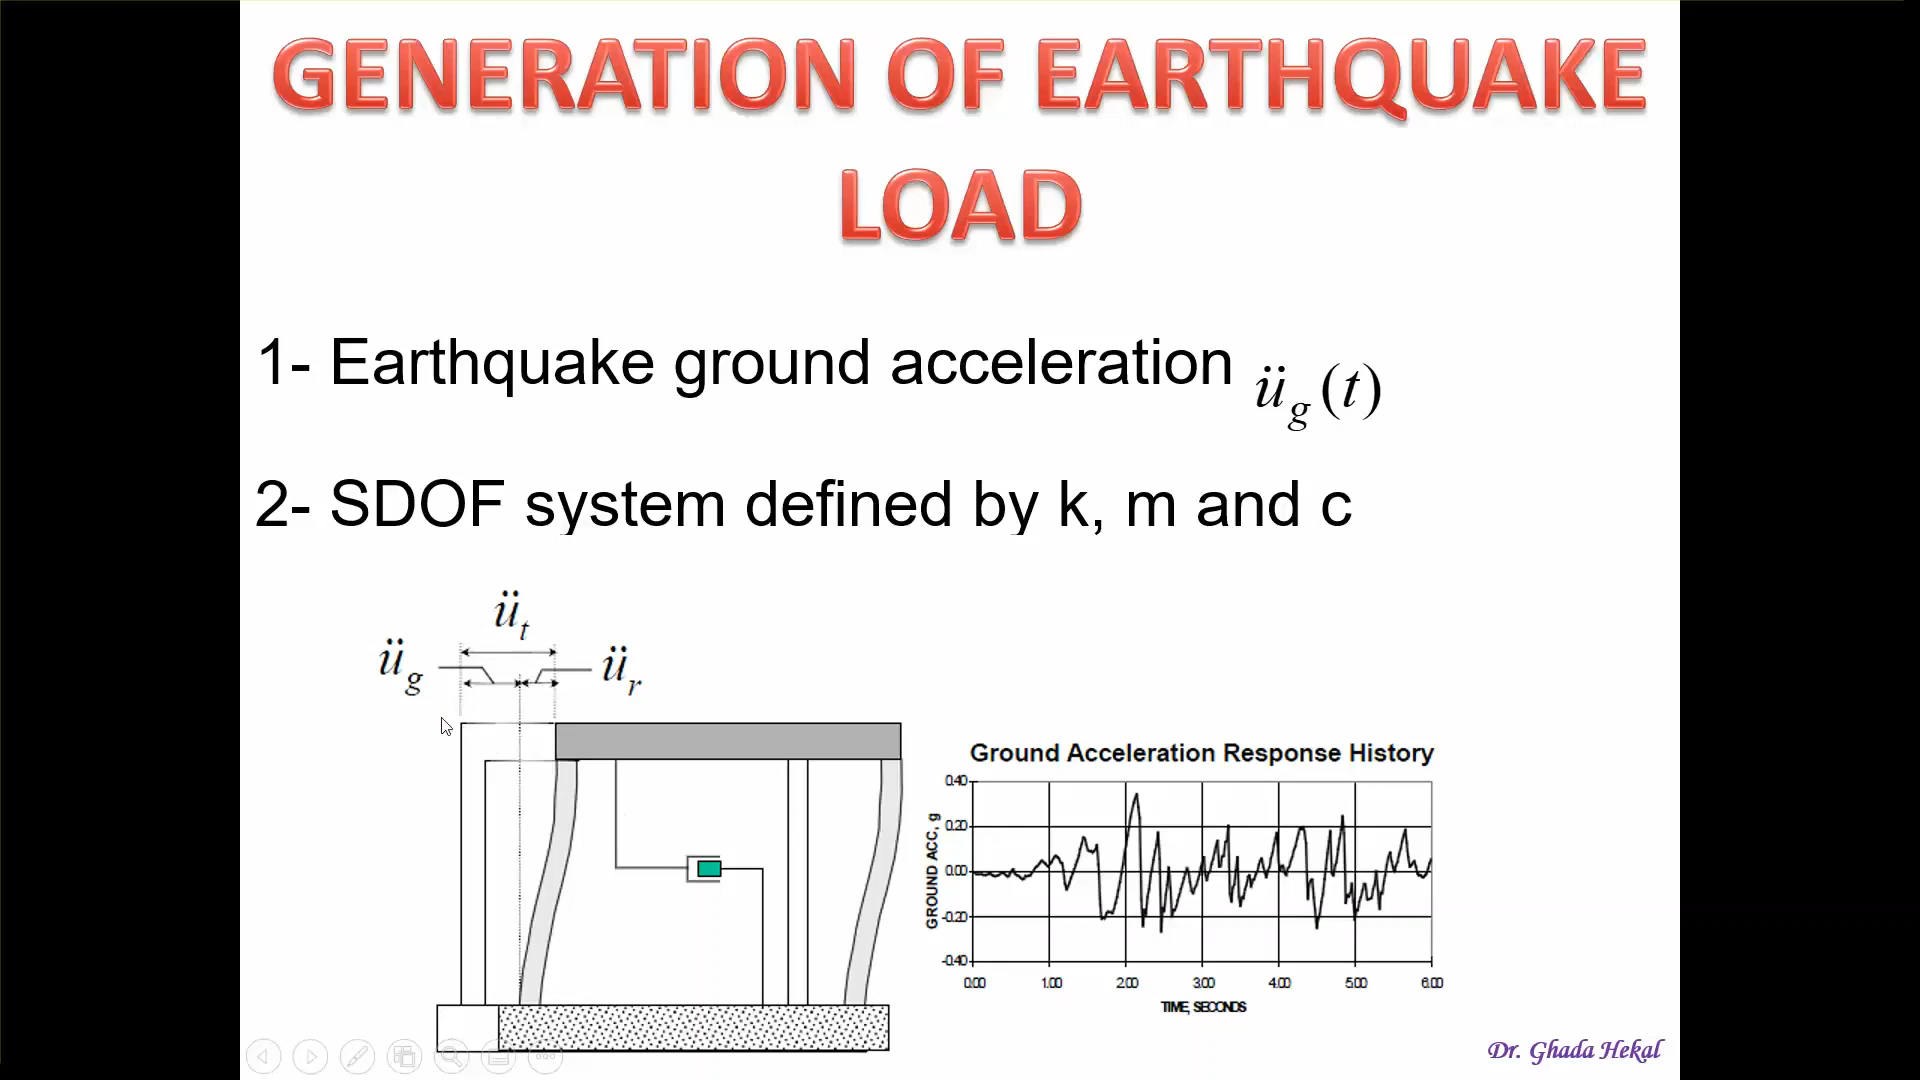 GENERATION OF EARTHQUAKE
LOAD
1- Earthquake ground acceleration ü_g(t)
2- SDOF system defined by k, m and c
ü_t
ü_g
ü_r
Ground Acceleration Response History
GROUND ACC, g
0.40
0.20
0.00
-0.20
-0.40
0.00 1.00 2.00 3.00 4.00 5.00 6.00
TIME, SECONDS
Dr. Ghada Hekal